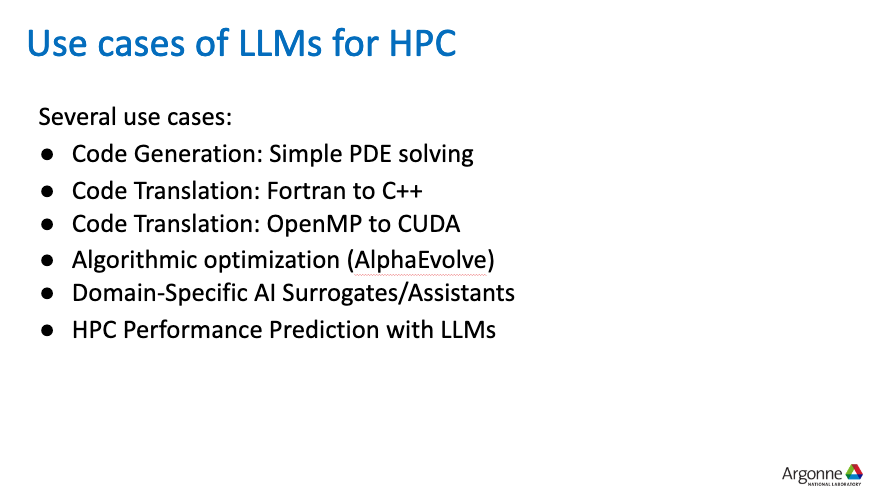 Use cases of LLMs for HPC
Several use cases:
● Code Generation: Simple PDE solving
● Code Translation: Fortran to C++
● Code Translation: OpenMP to CUDA
● Algorithmic optimization (AlphaEvolve)
● Domain-Specific AI Surrogates/Assistants
● HPC Performance Prediction with LLMs
Argonne
NATIONAL LABORATORY